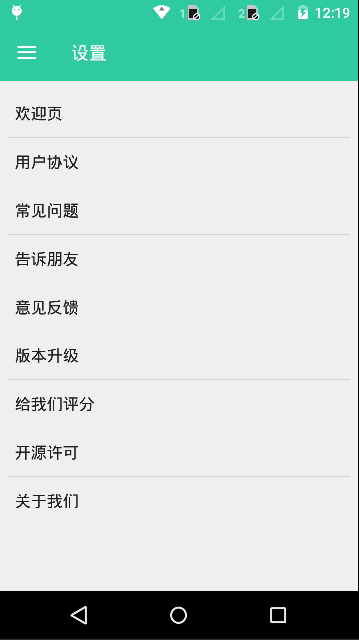 1 2 12:19
设置
欢迎页
用户协议
常见问题
告诉朋友
意见反馈
版本升级
给我们评分
开源许可
关于我们